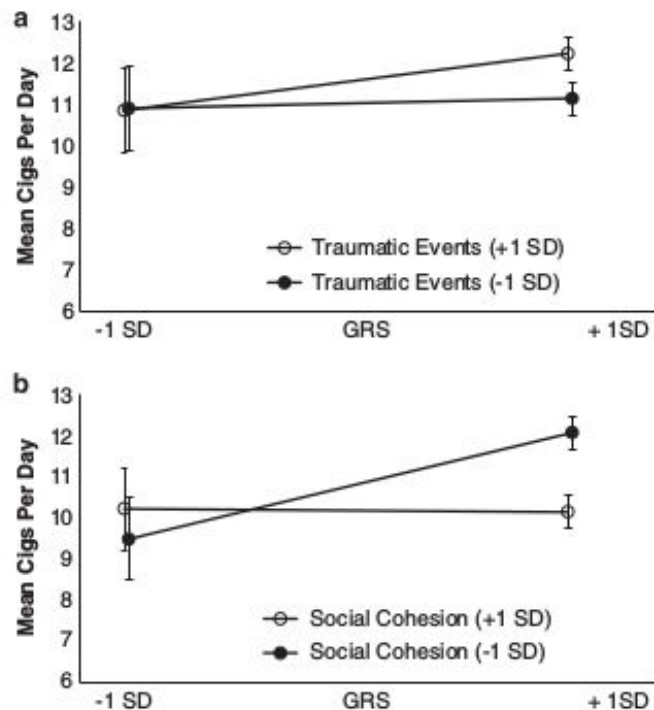 a
Mean Cigs Per Day
13
12
11
10
9
8
7
6
Traumatic Events (+1 SD)
Traumatic Events (-1 SD)
-1 SD GRS + 1SD
b
Mean Cigs Per Day
13
12
11
10
9
8
7
6
Social Cohesion (+1 SD)
Social Cohesion (-1 SD)
-1 SD GRS + 1SD